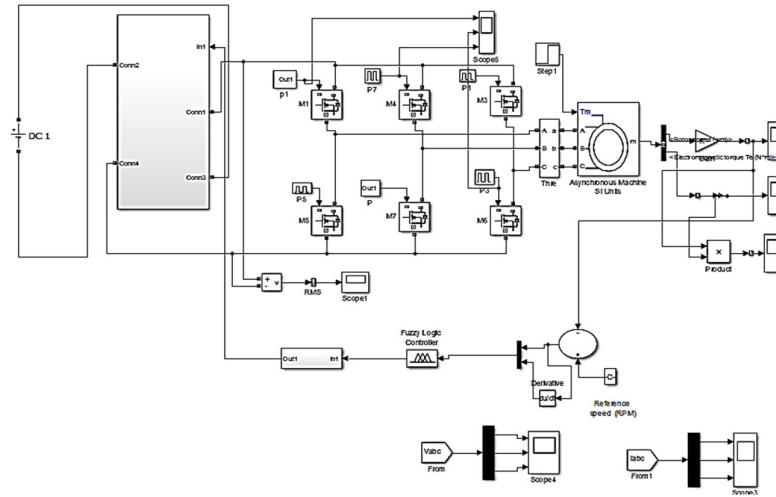 DC 1
Conn2
In1
Conn1
Conn4
Conn3
Out1
p1
M1
P7
M4
P1
M3
Scope5
Step1
P5
M5
Out1
P
M7
P3
M6
A a
B b
C c
Thre
Tm
A
B
C
m
Asynchronous Machine
SI Units
Product
+
-
v
RMS
Scope1
Out1
In1
Fuzzy Logic
Controller
Derivative
du/dt
C
Reference
speed (RPM)
Vabc
From
Scope4
Iabc
From1
Scope3